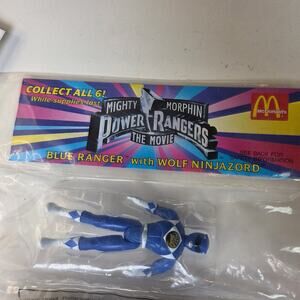 COLLECT ALL 6!
While supplies last
MIGHTY MORPHIN
POWER RANGERS
THE MOVIE
McDonald's
BLUE RANGER with WOLF NINJAZORD
SEE BACK FOR